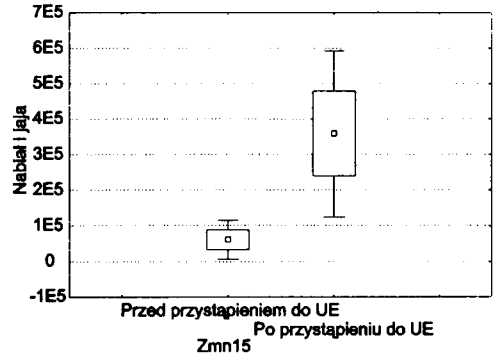 7E5
6E5
5E5
4E5
3E5
2E5
1E5
0
-1E5
Nabiał i jaja
Przed przystąpieniem do UE
Po przystąpieniu do UE
Zmn15